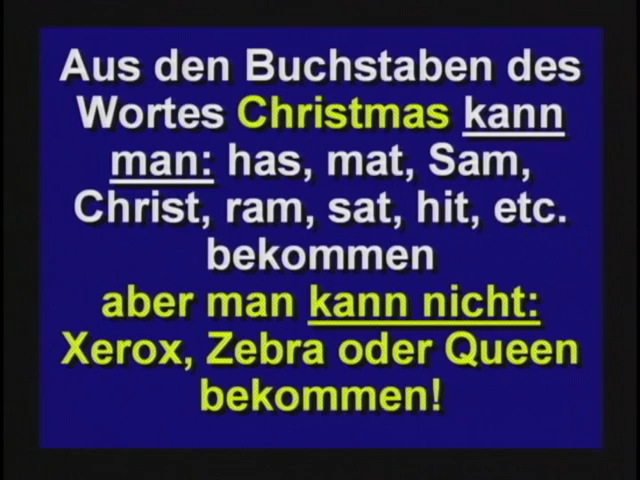 Aus den Buchstaben des
Wortes Christmas kann
man: has, mat, Sam,
Christ, ram, sat, hit, etc.
bekommen
aber man kann nicht:
Xerox, Zebra oder Queen
bekommen!